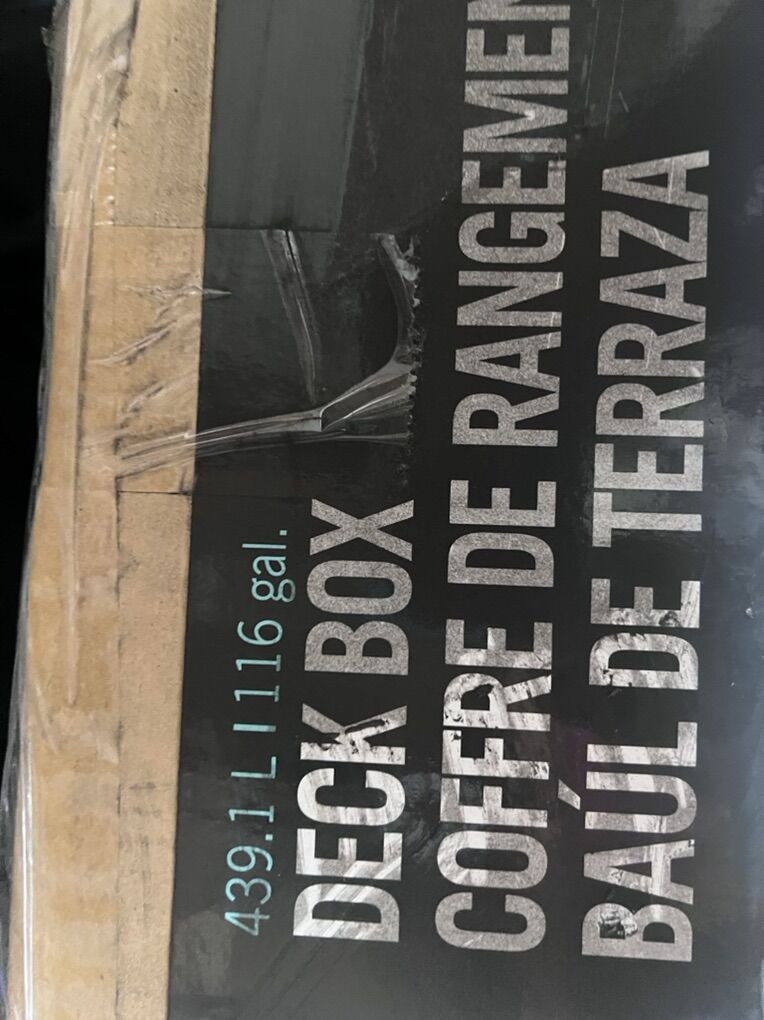 439.1 L I 116 gal.
DECK BOX
COFFRE DE RANGEMEN
BAÚL DE TERRAZA